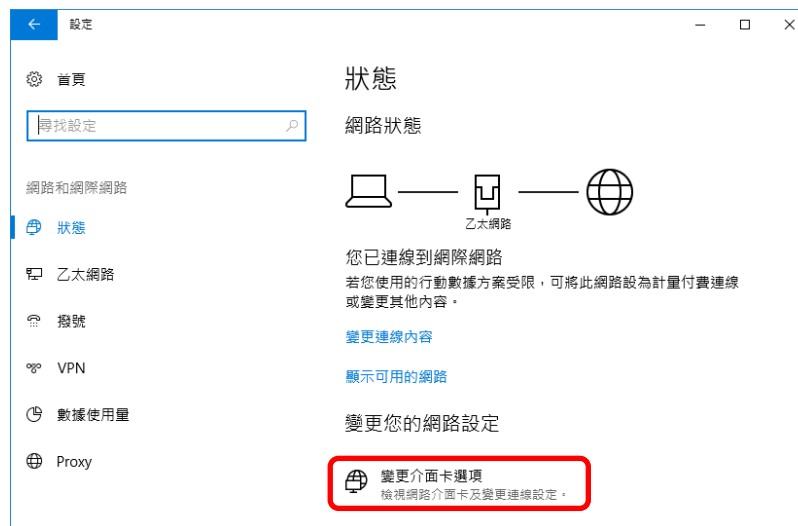 設定
首頁
尋找設定
網路和網際網路
狀態
乙太網路
撥號
VPN
數據使用量
Proxy
狀態
網路狀態
乙太網路
您已連線到網際網路
若您使用的行動數據方案受限，可將此網路設為計量付費連線
或變更其他內容。
變更連線內容
顯示可用的網路
變更您的網路設定
變更介面卡選項
檢視網路介面卡及變更連線設定。